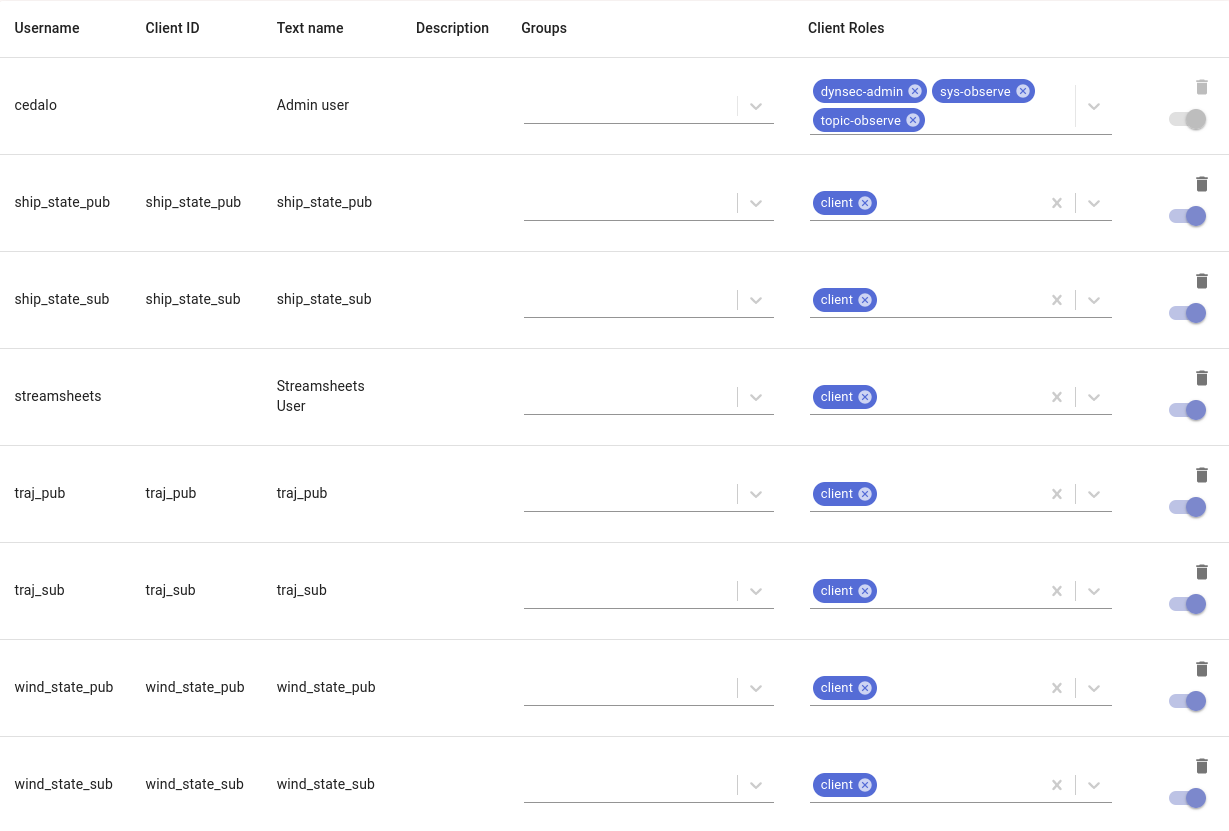 Username Client ID Text name Description Groups Client Roles
dynsec-admin sys-observe
cedalo Admin user
topic-observe
ship_state_pub ship_state_pub ship_state_pub client
ship_state_sub ship_state_sub ship_state_sub client
Streamsheets
streamsheets client
User
traj_pub traj_pub traj_pub client
traj_sub traj_sub traj_sub client
wind_state_pub wind_state_pub wind_state_pub client
wind_state_sub wind_state_sub wind_state_sub client